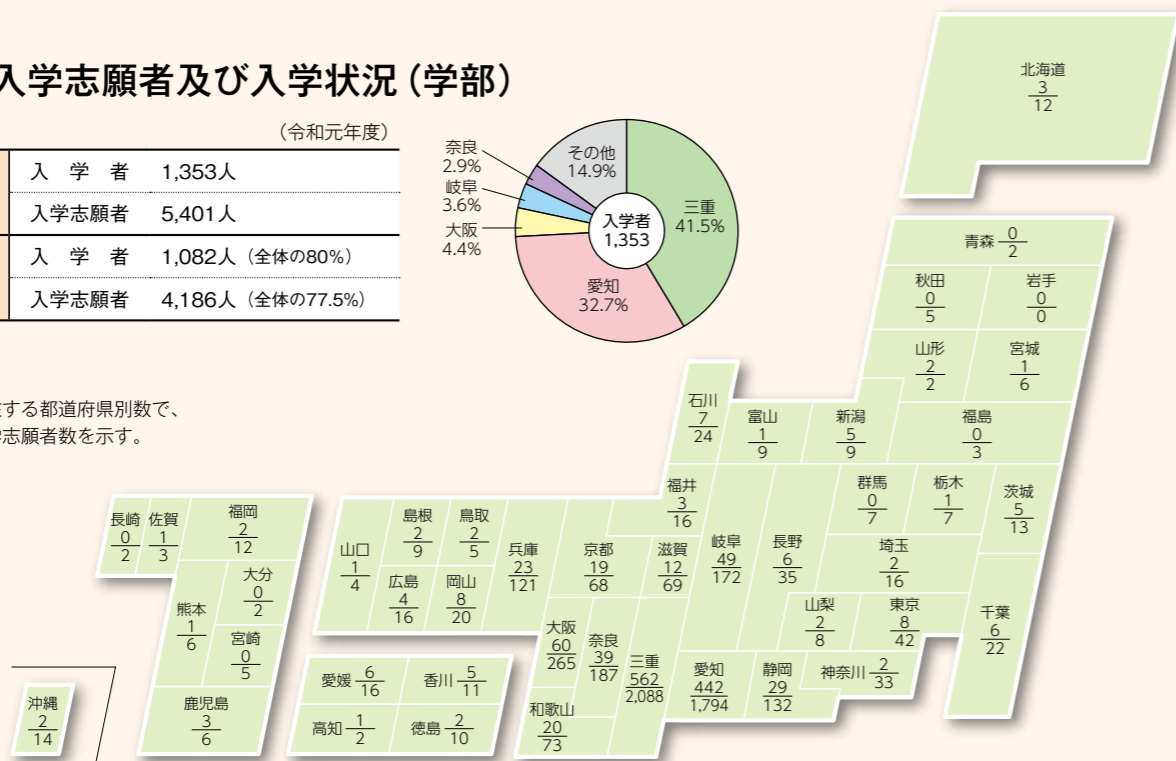 入学志願者及び入学状況（学部）
（令和元年度）
入学者 1,353人
入学志願者 5,401人
入学者 1,082人（全体の80%）
入学志願者 4,186人（全体の77.5%）
する都道府県別数で、
志願者数を示す。
奈良
2.9%
岐阜
3.6%
大阪
4.4%
その他
14.9%
三重
41.5%
愛知
32.7%
入学者
1,353
北海道
3
12
青森 0
2
秋田
0
5
岩手
0
0
山形
2
2
宮城
1
6
石川
7
24
富山
1
9
新潟
5
9
福島
0
3
福井
3
16
群馬
0
7
栃木
1
7
茨城
5
13
岐阜
49
172
長野
6
35
埼玉
2
16
山梨
2
8
東京
8
42
千葉
6
22
神奈川 2
33
愛知
442
1,794
静岡
29
132
滋賀
12
69
京都
19
68
兵庫
23
121
大阪
60
265
奈良
39
187
三重
562
2,088
和歌山
20
73
鳥取
2
5
島根
2
9
岡山
8
20
広島
4
16
山口
1
4
愛媛 6
16
香川 5
11
高知 1
2
徳島 2
10
長崎
0
2
佐賀
1
3
福岡
2
12
大分
0
2
熊本
1
6
宮崎
0
5
鹿児島
3
6
沖縄
2
14